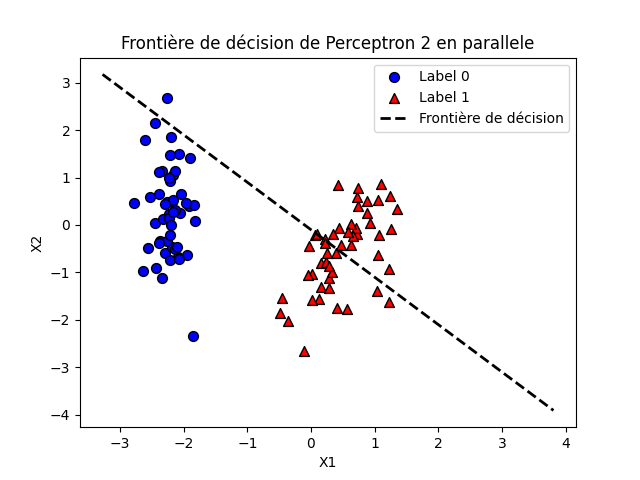 Frontière de décision de Perceptron 2 en parallele
Label 0
Label 1
Frontière de décision
3
2
1
0
−1
−2
−3
−4
X2
−3
−2
−1
0
1
2
3
4
X1